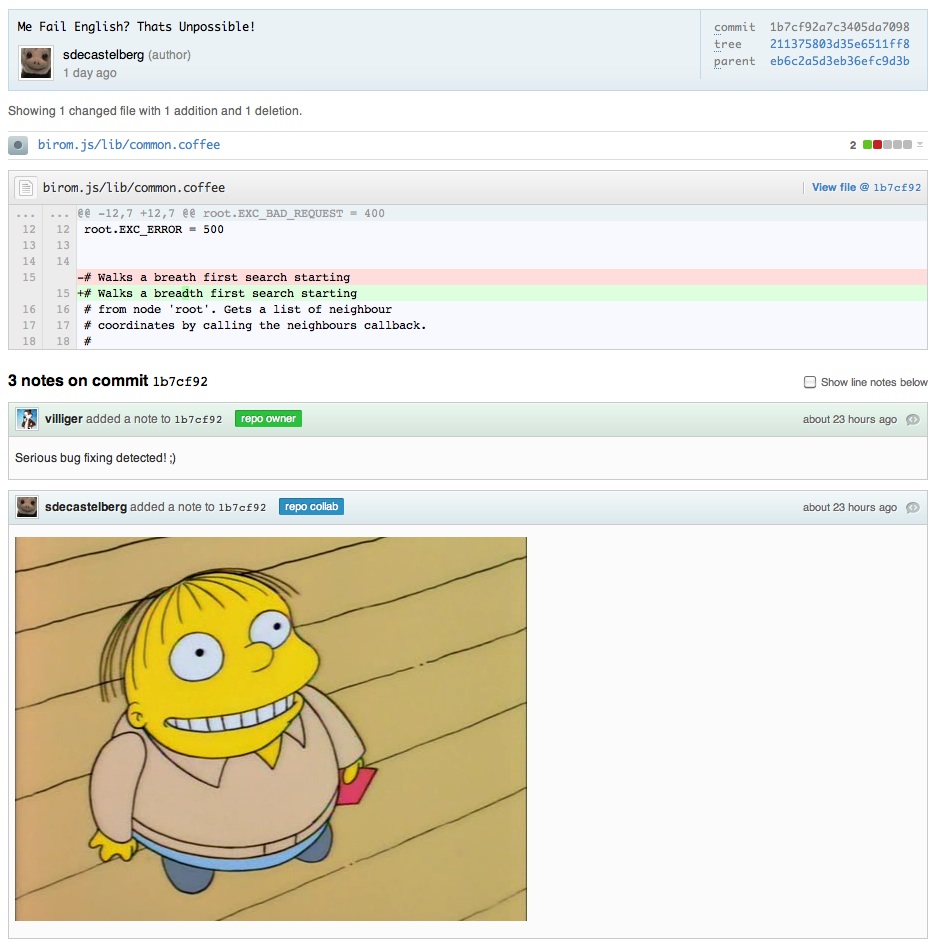 Me Fail English? Thats Unpossible!
sdecastelberg (author)
1 day ago
commit 1b7cf92a7c3405da7098
tree 211375803d35e6511ff8
parent eb6c2a5d3eb36efc9d3b
Showing 1 changed file with 1 addition and 1 deletion.
birom.js/lib/common.coffee 2
birom.js/lib/common.coffee View file @ 1b7cf92
... ... @@ -12,7 +12,7 @@ root.EXC_BAD_REQUEST = 400
12 12 root.EXC_ERROR = 500
13 13
14 14
15 -# Walks a breath first search starting
15 +# Walks a breadth first search starting
16 16 # from node 'root'. Gets a list of neighbour
17 17 # coordinates by calling the neighbours callback.
18 18 #
3 notes on commit 1b7cf92 Show line notes below
villiger added a note to 1b7cf92 repo owner about 23 hours ago
Serious bug fixing detected! ;)
sdecastelberg added a note to 1b7cf92 repo collab about 23 hours ago